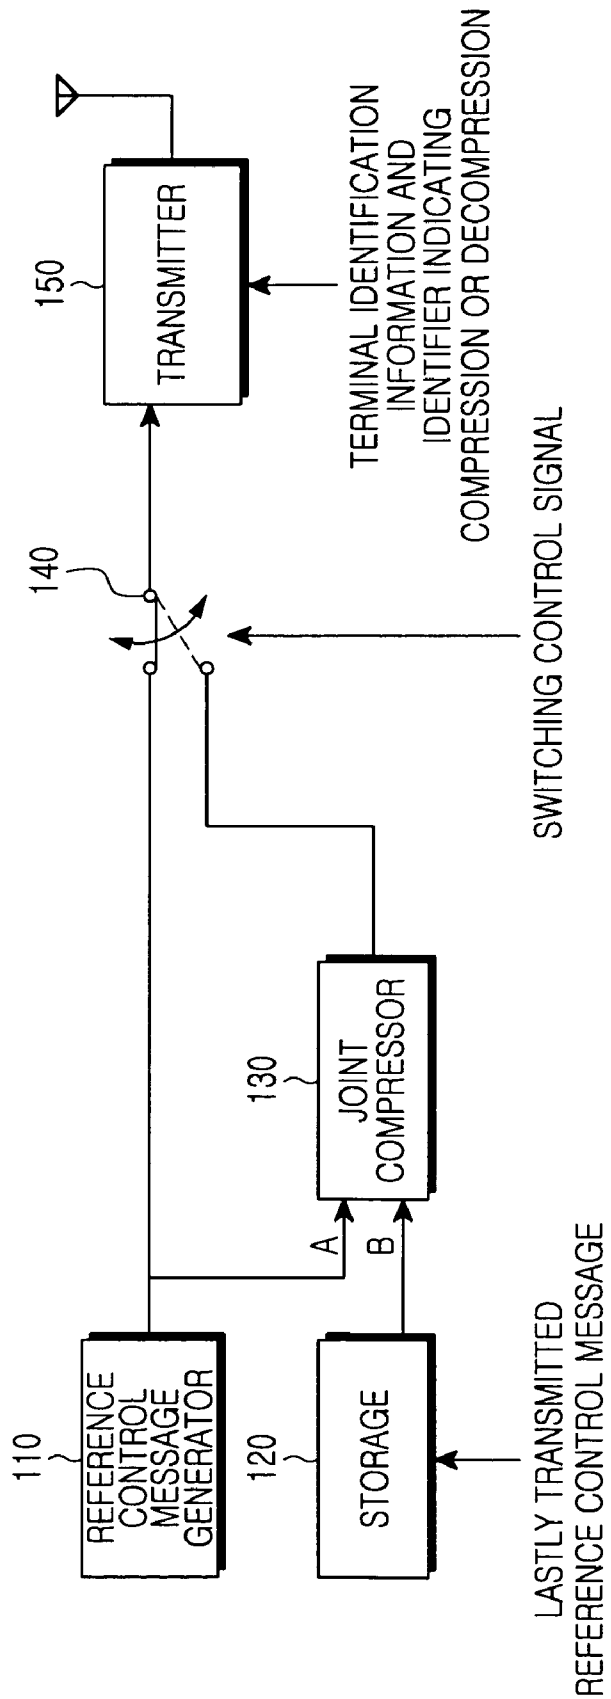 110
REFERENCE
CONTROL
MESSAGE
GENERATOR
120
STORAGE
LASTLY TRANSMITTED
REFERENCE CONTROL MESSAGE
A
B
130
JOINT
COMPRESSOR
140
SWITCHING CONTROL SIGNAL
150
TRANSMITTER
TERMINAL IDENTIFICATION
INFORMATION AND
IDENTIFIER INDICATING
COMPRESSION OR DECOMPRESSION